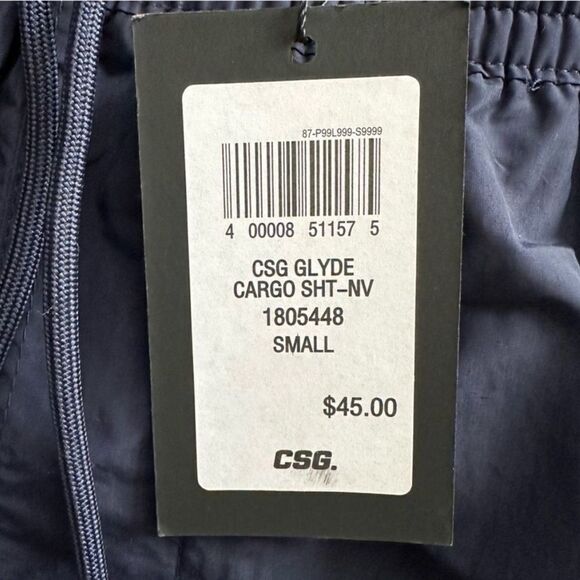 87-P99L999-S9999
4 00008 51157 5
CSG GLYDE
CARGO SHT-NV
1805448
SMALL
$45.00
CSG.